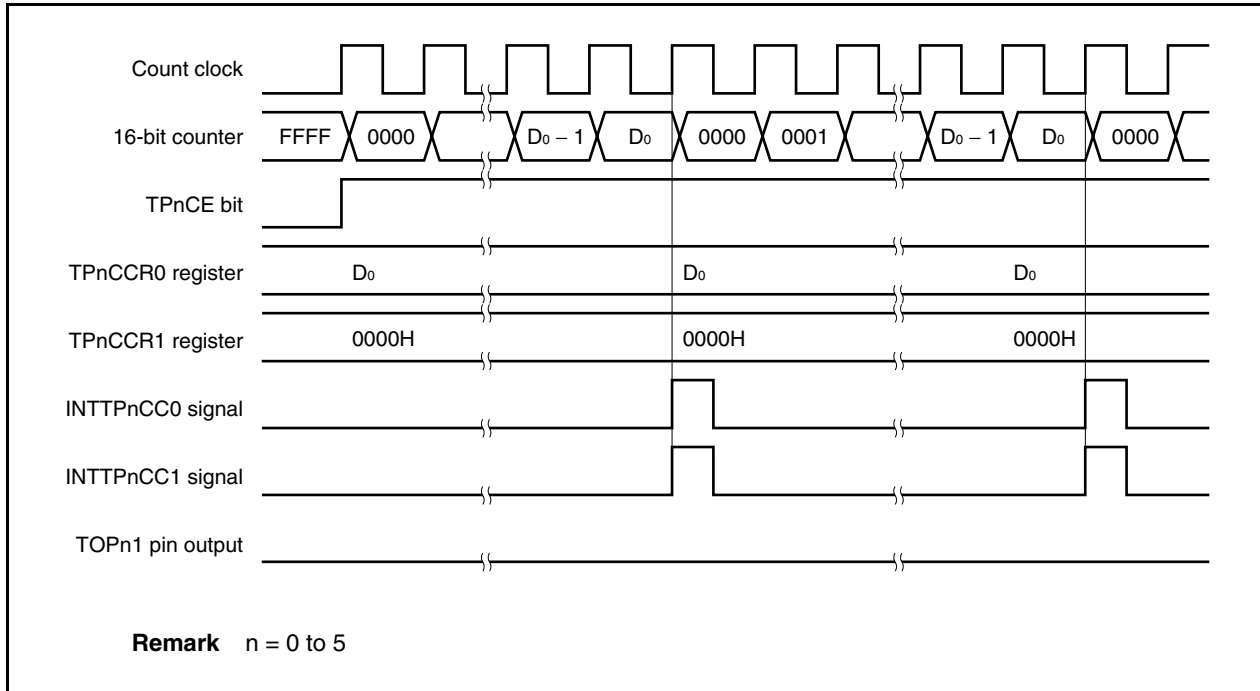 Count clock
16-bit counter FFFF 0000 D₀ − 1 D₀ 0000 0001 D₀ − 1 D₀ 0000
TPnCE bit
TPnCCR0 register D₀ D₀ D₀
TPnCCR1 register 0000H 0000H 0000H
INTTPnCC0 signal
INTTPnCC1 signal
TOPn1 pin output
Remark n = 0 to 5